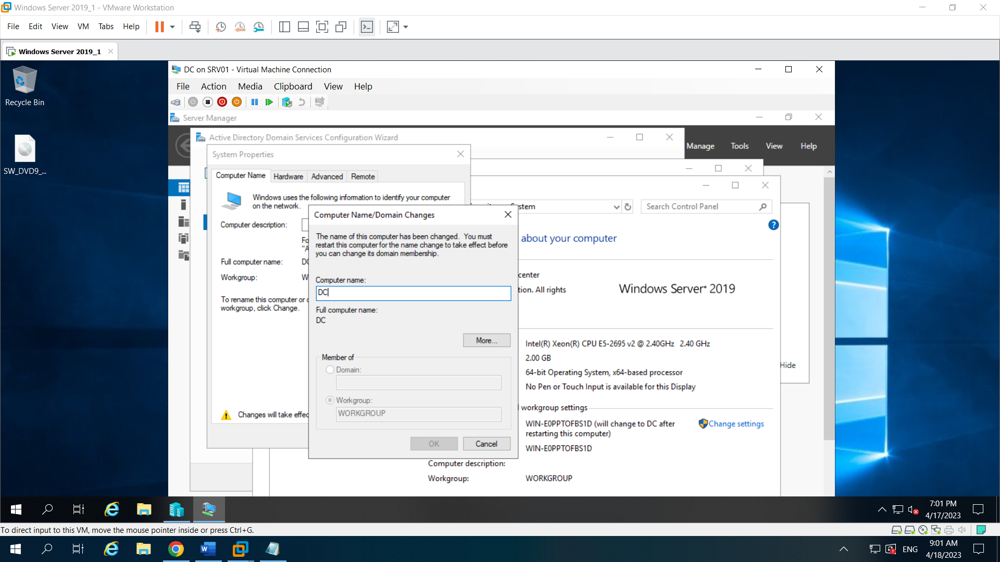 Windows Server 2019_1 - VMware Workstation
File Edit View VM Tabs Help
Windows Server 2019_1
Recycle Bin
SW_DVD9_...
DC on SRV01 - Virtual Machine Connection
File Action Media Clipboard View Help
Server Manager
Active Directory Domain Services Configuration Wizard
Manage Tools View Help
System Properties
Computer Name Hardware Advanced Remote
Windows uses the following information to identify your computer
on the network.
Computer description:
Full computer name:
Workgroup:
To rename this computer or
workgroup, click Change.
Changes will take effec
Computer Name/Domain Changes
The name of this computer has been changed. You must
restart this computer for the name change to take effect before
you can change its domain membership.
Computer name:
DC
Full computer name:
DC
More...
Member of
Domain:
Workgroup:
WORKGROUP
OK Cancel
stem
Search Control Panel
about your computer
center
tion. All rights
Windows Server® 2019
Intel(R) Xeon(R) CPU E5-2695 v2 @ 2.40GHz 2.40 GHz
2.00 GB
64-bit Operating System, x64-based processor
No Pen or Touch Input is available for this Display
Hide
workgroup settings
WIN-E0PPTOFBS1D (will change to DC after
restarting this computer)
Change settings
WIN-E0PPTOFBS1D
Computer description:
Workgroup: WORKGROUP
7:01 PM
4/17/2023
To direct input to this VM, move the mouse pointer inside or press Ctrl+G.
ENG
9:01 AM
4/18/2023